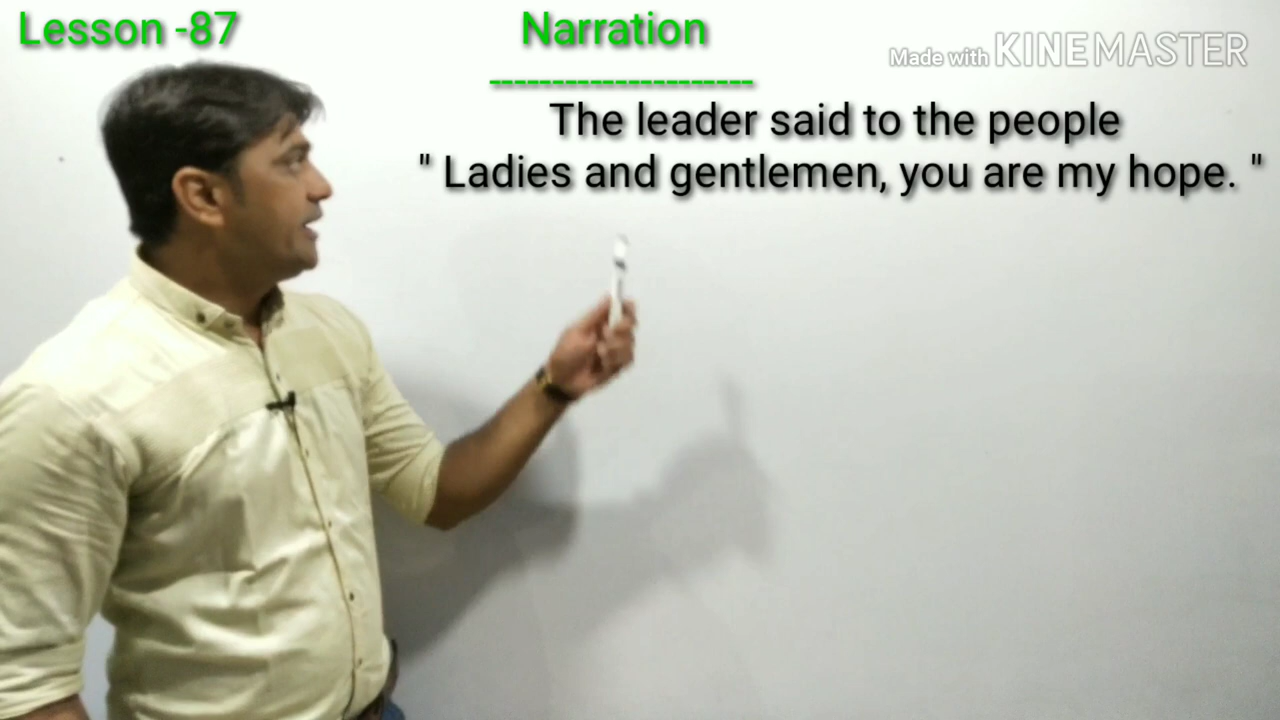 Lesson -87
Narration
Made with KINEMASTER
---------------------
The leader said to the people
" Ladies and gentlemen, you are my hope. "